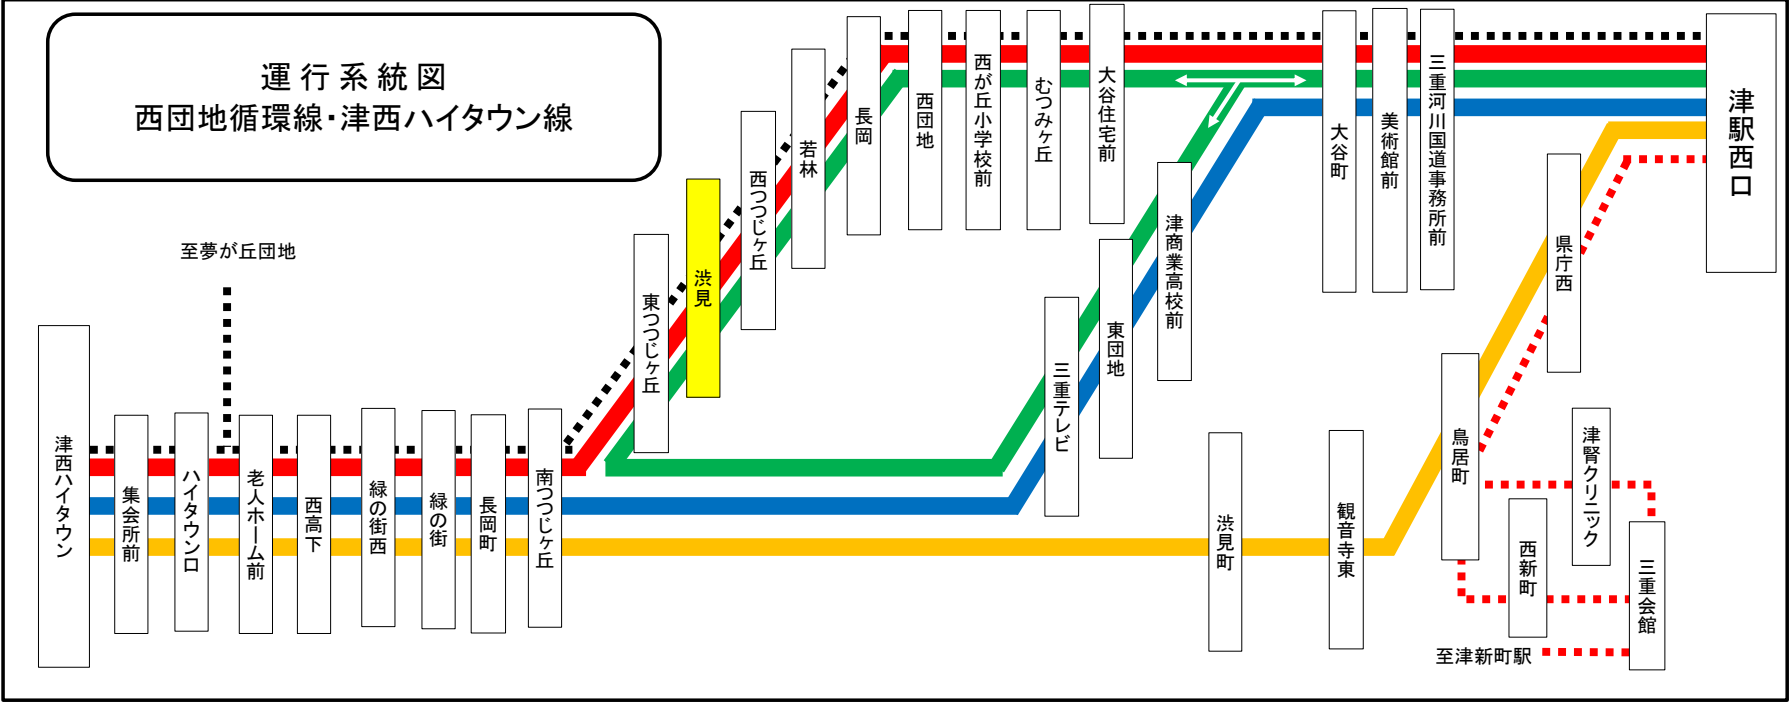 運行系統図
西団地循環線・津西ハイタウン線
至夢が丘団地
津西ハイタウン
集会所前
ハイタウン口
老人ホーム前
西高下
緑の街西
緑の街
長岡町
南つつじヶ丘
東つつじヶ丘
渋見
西つつじヶ丘
若林
長岡
西団地
西が丘小学校前
むつみヶ丘
大谷住宅前
三重テレビ
東団地
津商業高校前
大谷町
美術館前
三重河川国道事務所前
津駅西口
県庁西
鳥居町
観音寺東
渋見町
津腎クリニック
西新町
三重会館
至津新町駅